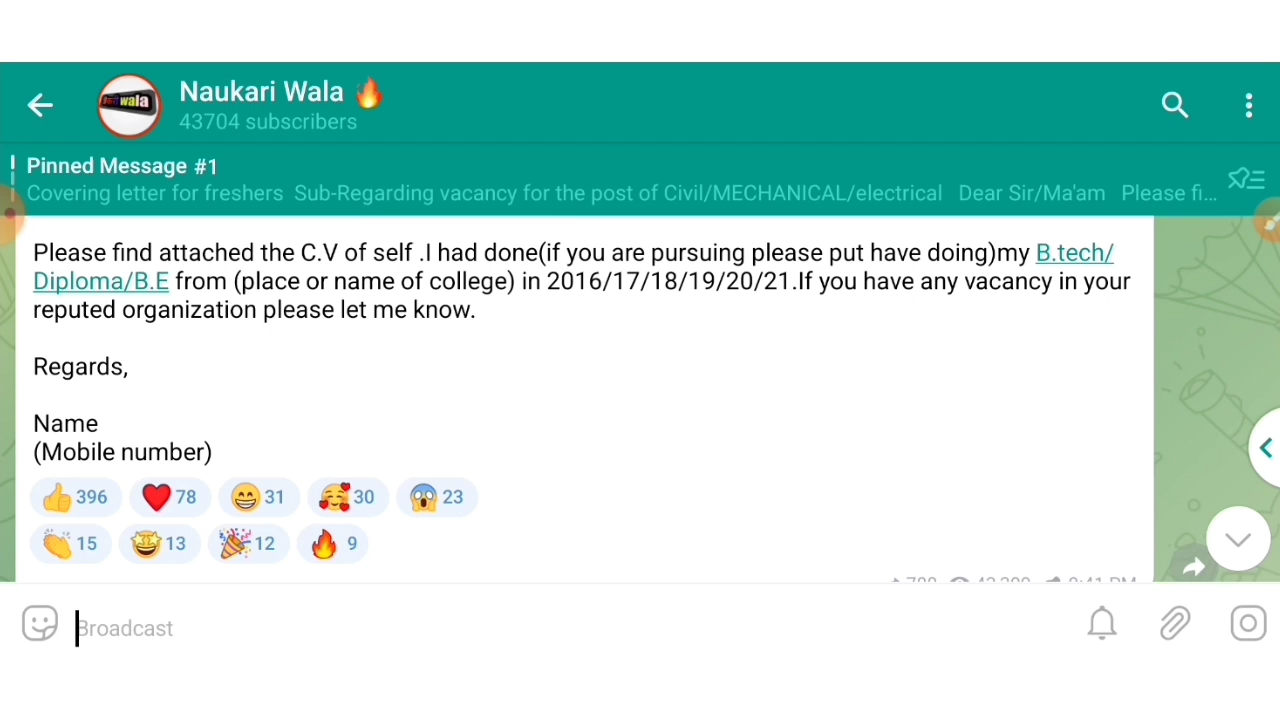 wala
Naukari Wala 🔥
43704 subscribers
Pinned Message #1
Covering letter for freshers Sub-Regarding vacancy for the post of Civil/MECHANICAL/electrical Dear Sir/Ma'am Please fi...
Please find attached the C.V of self .I had done(if you are pursuing please put have doing)my B.tech/
Diploma/B.E from (place or name of college) in 2016/17/18/19/20/21.If you have any vacancy in your
reputed organization please let me know.
Regards,
Name
(Mobile number)
👍 396 ❤️ 78 😁 31 🥰 30 😱 23
👏 15 🤩 13 🎉 12 🔥 9
Broadcast